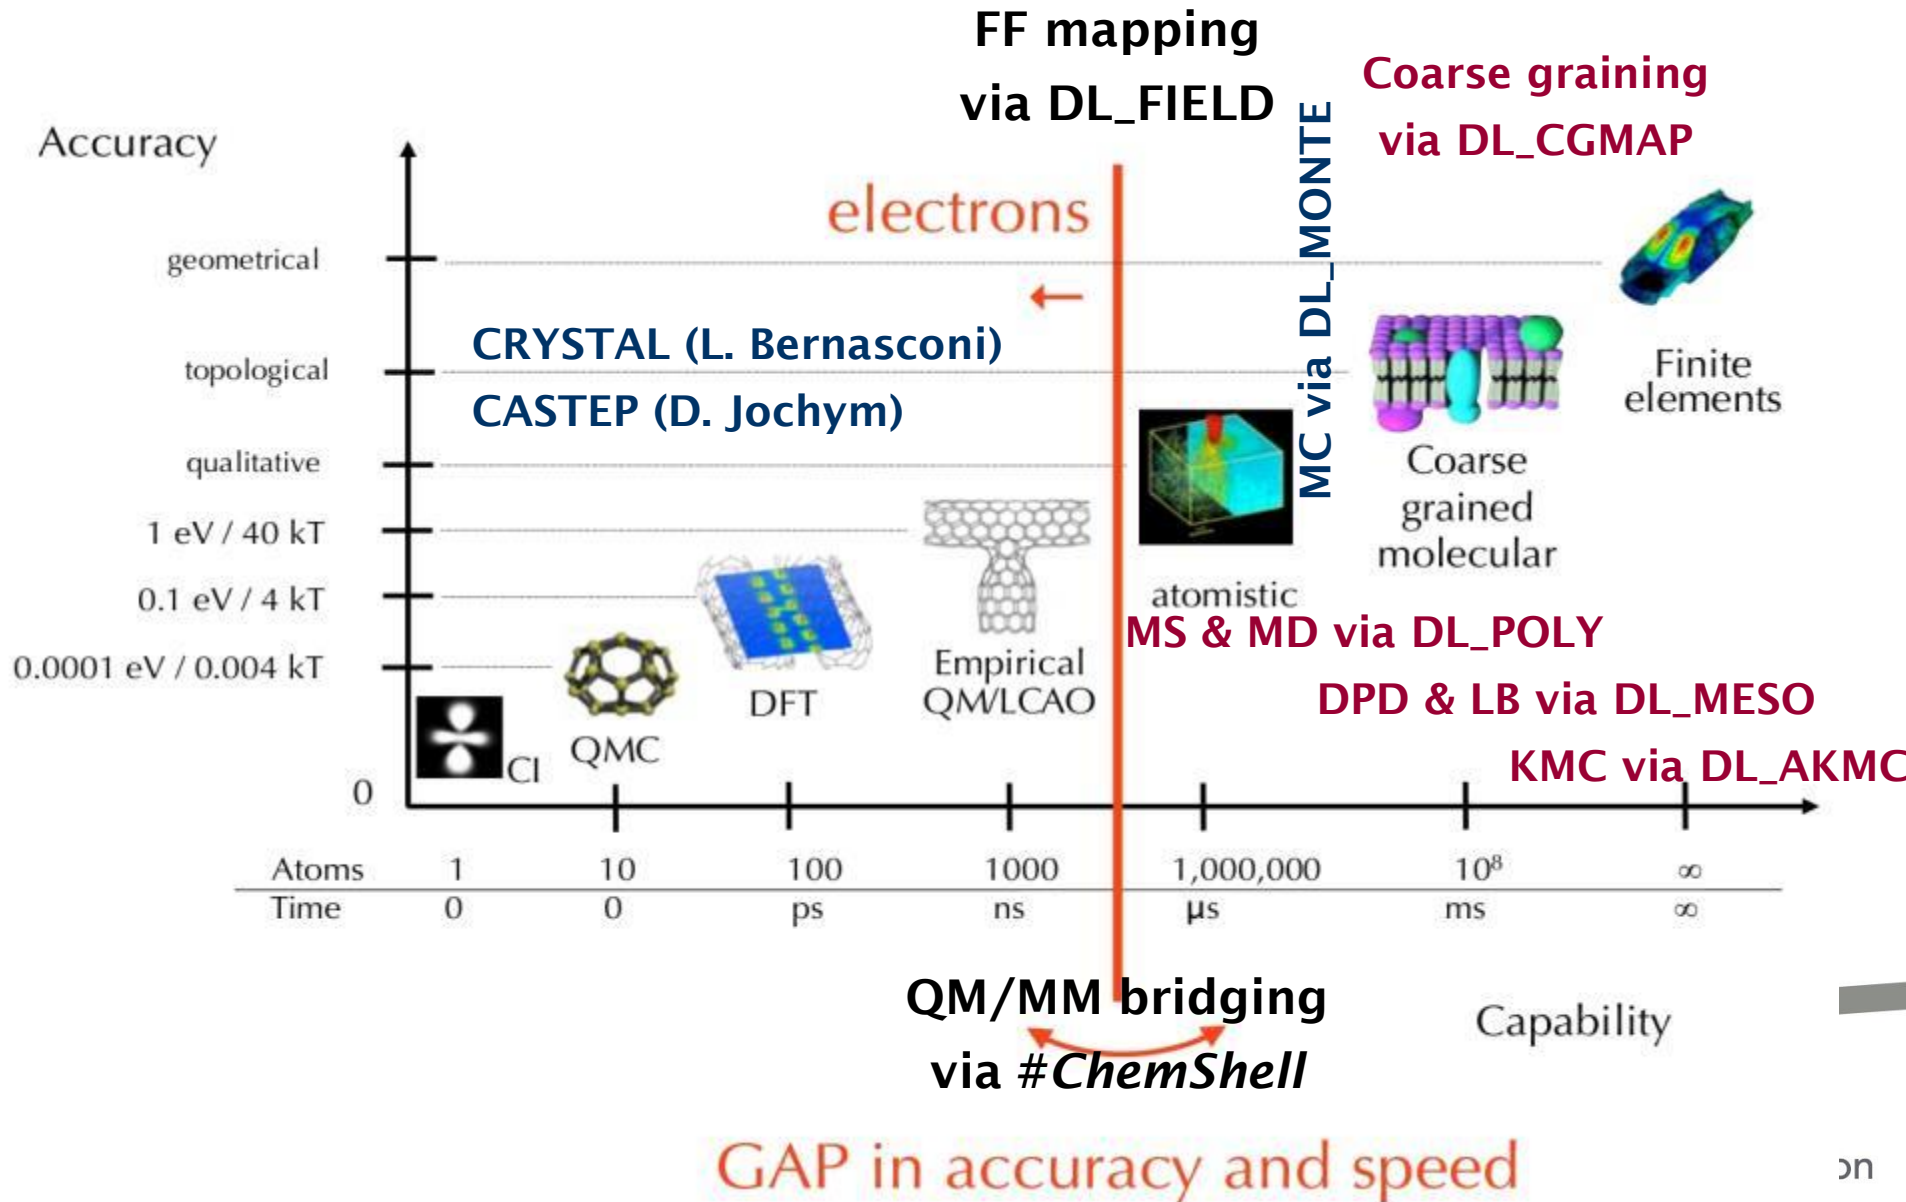 FF mapping
via DL_FIELD
Coarse graining
via DL_CGMAP
MC via DL_MONTE
Accuracy
electrons
geometrical
topological
qualitative
1 eV / 40 kT
0.1 eV / 4 kT
0.0001 eV / 0.004 kT
0
CRYSTAL (L. Bernasconi)
CASTEP (D. Jochym)
Finite
elements
Coarse
grained
molecular
atomistic
MS & MD via DL_POLY
DPD & LB via DL_MESO
KMC via DL_AKMC
Empirical
QM/LCAO
DFT
QMC
CI
Atoms 1 10 100 1000 1,000,000 10⁸ ∞
Time 0 0 ps ns µs ms ∞
QM/MM bridging
via #ChemShell
Capability
GAP in accuracy and speed